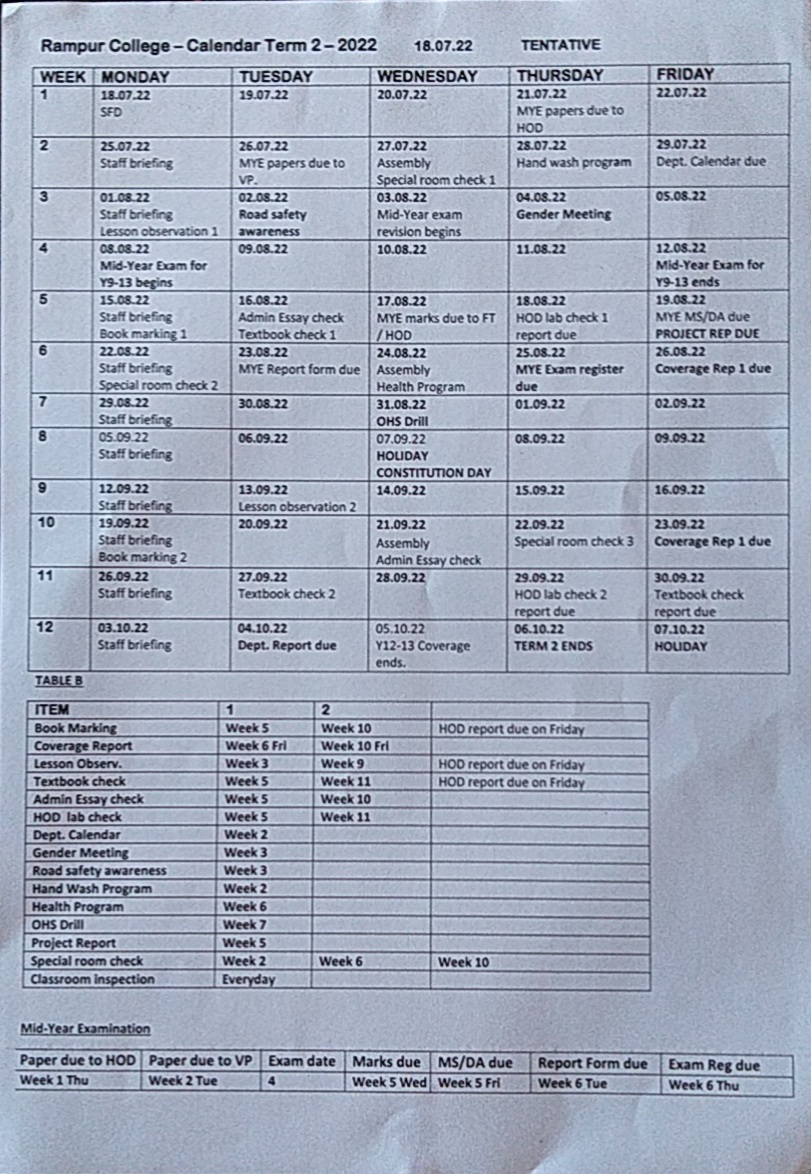 Rampur College – Calendar Term 2 – 2022 18.07.22 TENTATIVE
WEEK MONDAY TUESDAY WEDNESDAY THURSDAY FRIDAY
1 18.07.22 19.07.22 20.07.22 21.07.22 22.07.22
SFD MYE papers due to
HOD
2 25.07.22 26.07.22 27.07.22 28.07.22 29.07.22
Staff briefing MYE papers due to Assembly Hand wash program Dept. Calendar due
VP. Special room check 1
3 01.08.22 02.08.22 03.08.22 04.08.22 05.08.22
Staff briefing Road safety Mid-Year exam Gender Meeting
Lesson observation 1 awareness revision begins
4 08.08.22 09.08.22 10.08.22 11.08.22 12.08.22
Mid-Year Exam for Mid-Year Exam for
Y9-13 begins Y9-13 ends
5 15.08.22 16.08.22 17.08.22 18.08.22 19.08.22
Staff briefing Admin Essay check MYE marks due to FT HOD lab check 1 MYE MS/DA due
Book marking 1 Textbook check 1 / HOD report due PROJECT REP DUE
6 22.08.22 23.08.22 24.08.22 25.08.22 26.08.22
Staff briefing MYE Report form due Assembly MYE Exam register Coverage Rep 1 due
Special room check 2 Health Program due
7 29.08.22 30.08.22 31.08.22 01.09.22 02.09.22
Staff briefing OHS Drill
8 05.09.22 06.09.22 07.09.22 08.09.22 09.09.22
Staff briefing HOLIDAY
CONSTITUTION DAY
9 12.09.22 13.09.22 14.09.22 15.09.22 16.09.22
Staff briefing Lesson observation 2
10 19.09.22 20.09.22 21.09.22 22.09.22 23.09.22
Staff briefing Assembly Special room check 3 Coverage Rep 1 due
Book marking 2 Admin Essay check
11 26.09.22 27.09.22 28.09.22 29.09.22 30.09.22
Staff briefing Textbook check 2 HOD lab check 2 Textbook check
report due report due
12 03.10.22 04.10.22 05.10.22 06.10.22 07.10.22
Staff briefing Dept. Report due Y12-13 Coverage TERM 2 ENDS HOLIDAY
ends.
TABLE B
ITEM 1 2
Book Marking Week 5 Week 10 HOD report due on Friday
Coverage Report Week 6 Fri Week 10 Fri
Lesson Observ. Week 3 Week 9 HOD report due on Friday
Textbook check Week 5 Week 11 HOD report due on Friday
Admin Essay check Week 5 Week 10
HOD lab check Week 5 Week 11
Dept. Calendar Week 2
Gender Meeting Week 3
Road safety awareness Week 3
Hand Wash Program Week 2
Health Program Week 6
OHS Drill Week 7
Project Report Week 5
Special room check Week 2 Week 6 Week 10
Classroom inspection Everyday
Mid-Year Examination
Paper due to HOD Paper due to VP Exam date Marks due MS/DA due Report Form due Exam Reg due
Week 1 Thu Week 2 Tue 4 Week 5 Wed Week 5 Fri Week 6 Tue Week 6 Thu